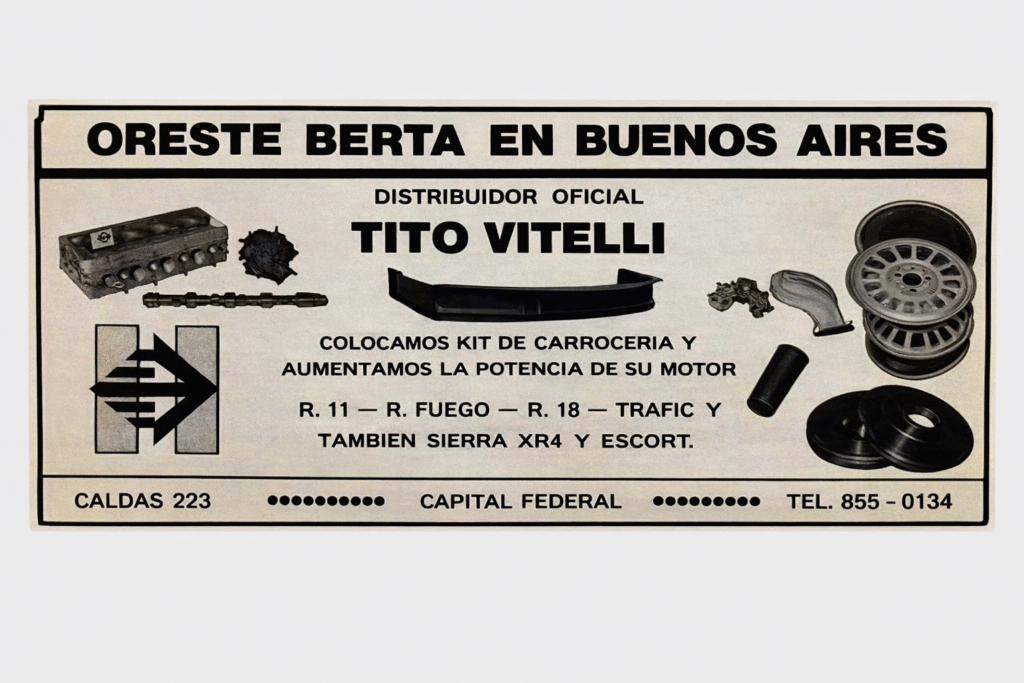 ORESTE BERTA EN BUENOS AIRES
DISTRIBUIDOR OFICIAL
TITO VITELLI
COLOCAMOS KIT DE CARROCERIA Y
AUMENTAMOS LA POTENCIA DE SU MOTOR
R. 11 — R. FUEGO — R. 18 — TRAFIC Y
TAMBIEN SIERRA XR4 Y ESCORT.
CALDAS 223 •••••••••• CAPITAL FEDERAL ••••••••• TEL. 855 - 0134